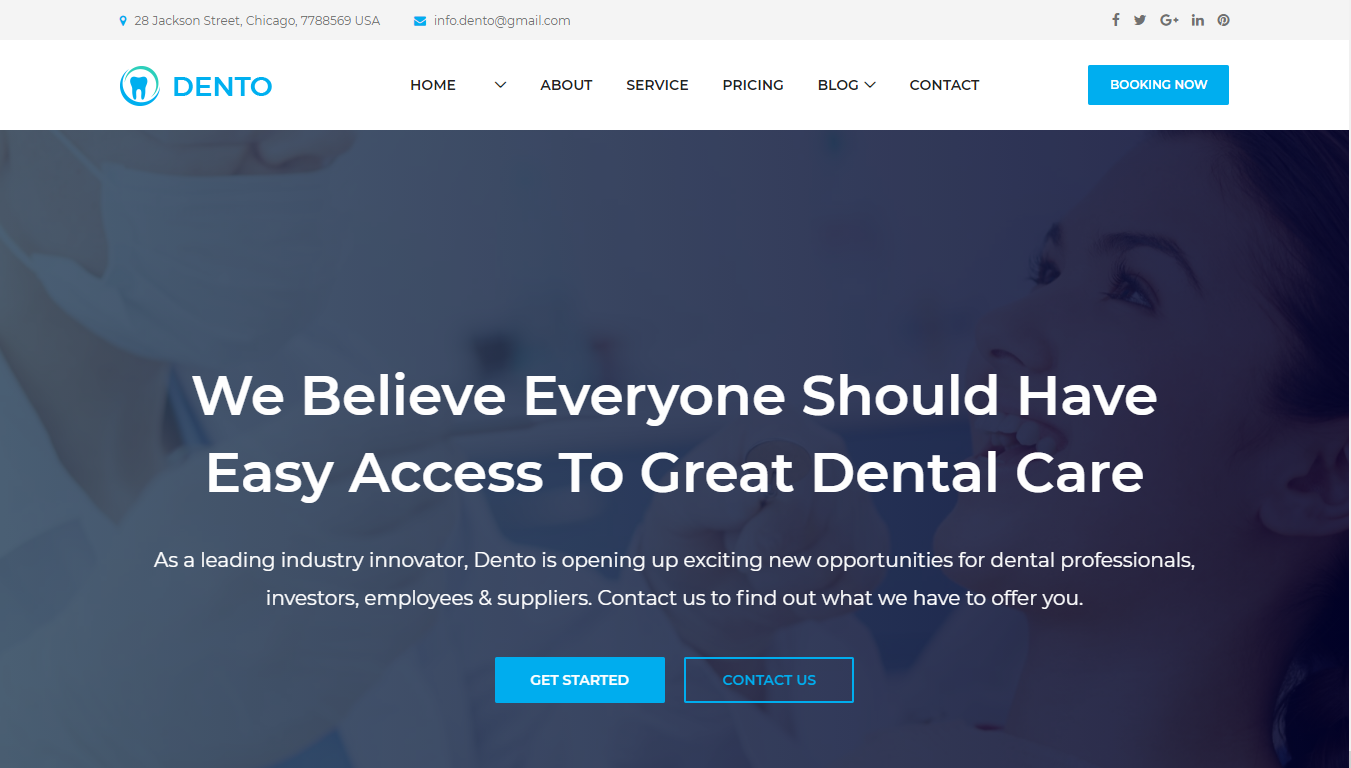 28 Jackson Street, Chicago, 7788569 USA
info.dento@gmail.com
DENTO
HOME ABOUT SERVICE PRICING BLOG CONTACT
BOOKING NOW
We Believe Everyone Should Have
Easy Access To Great Dental Care
As a leading industry innovator, Dento is opening up exciting new opportunities for dental professionals,
investors, employees & suppliers. Contact us to find out what we have to offer you.
GET STARTED
CONTACT US